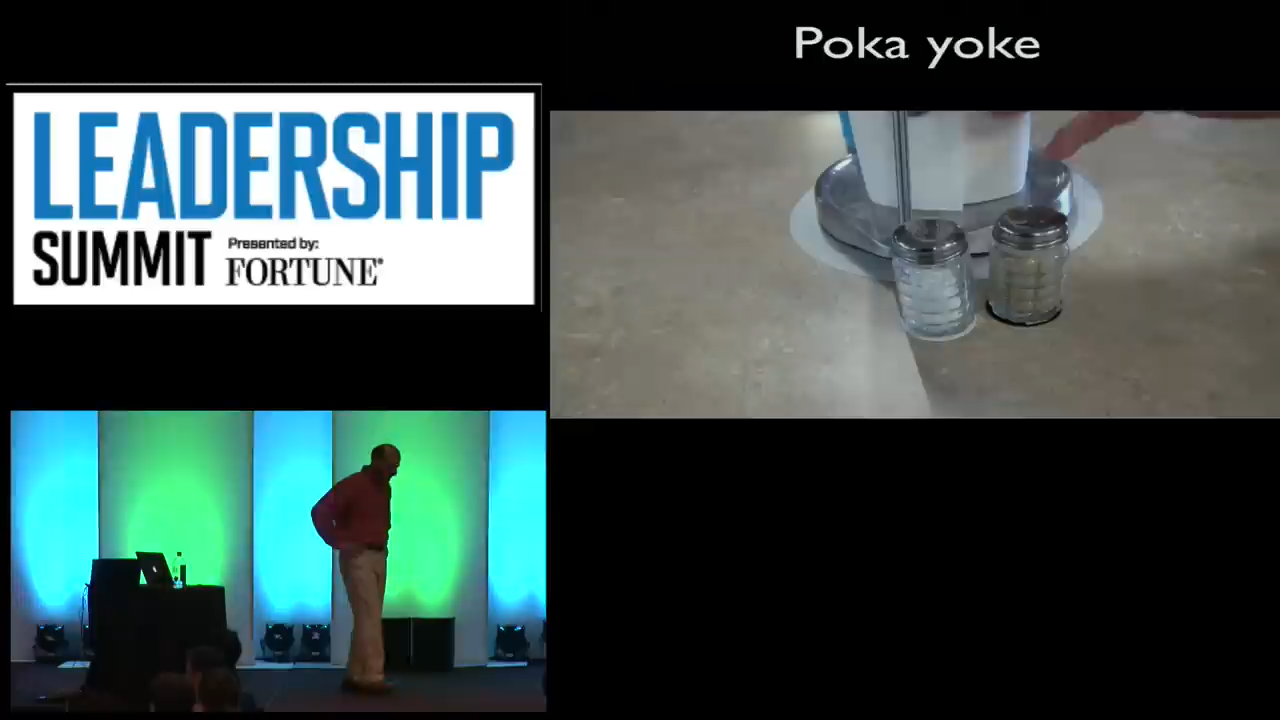 Poka yoke
LEADERSHIP
SUMMIT
Presented by:
FORTUNE